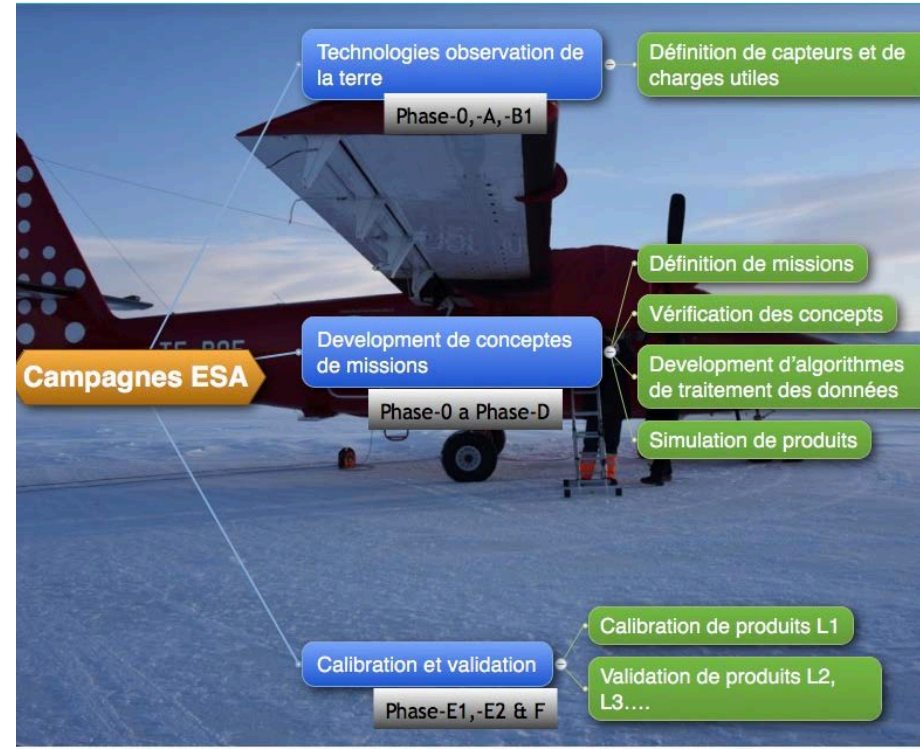 Technologies observation de
la terre
Phase-0,-A,-B1
Définition de capteurs et de
charges utiles
Campagnes ESA
Development de conceptes
de missions
Phase-0 a Phase-D
Définition de missions
Vérification des concepts
Development d'algorithmes
de traitement des données
Simulation de produits
Calibration et validation
Phase-E1,-E2 & F
Calibration de produits L1
Validation de produits L2,
L3....